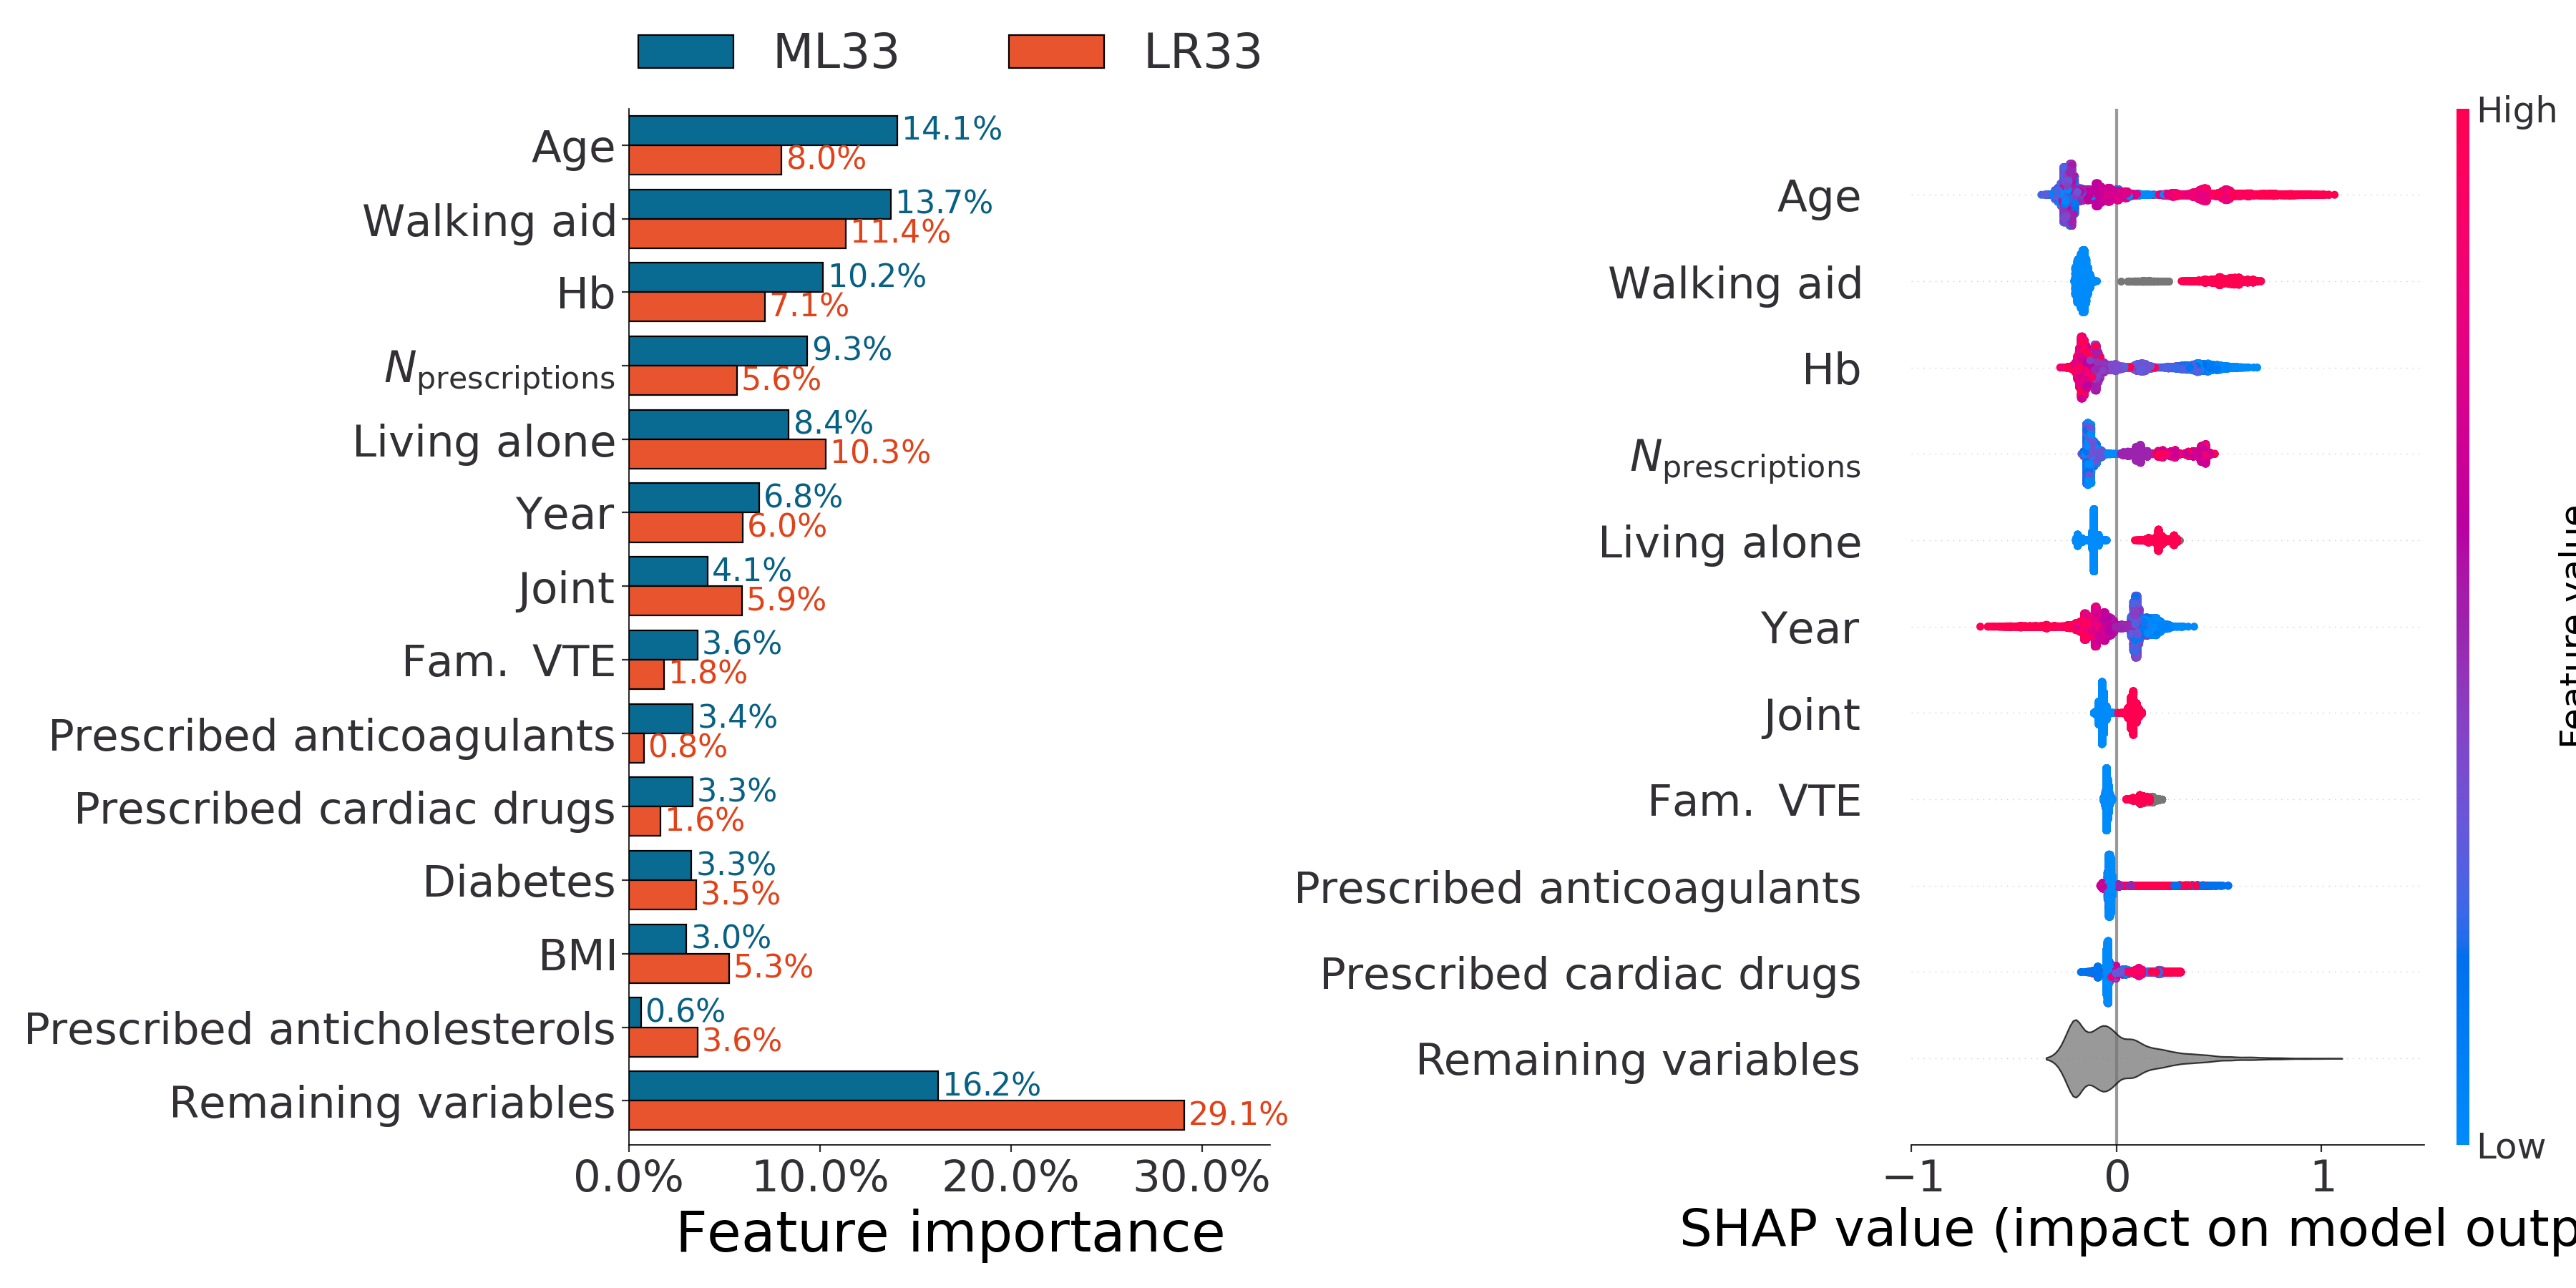 ML33 LR33
Age 14.1%
8.0%
Walking aid 13.7%
11.4%
Hb 10.2%
7.1%
Nprescriptions 9.3%
5.6%
Living alone 8.4%
10.3%
Year 6.8%
6.0%
Joint 4.1%
5.9%
Fam. VTE 3.6%
1.8%
Prescribed anticoagulants 3.4%
0.8%
Prescribed cardiac drugs 3.3%
1.6%
Diabetes 3.3%
3.5%
BMI 3.0%
5.3%
Prescribed anticholesterols 0.6%
3.6%
Remaining variables 16.2%
29.1%
0.0% 10.0% 20.0% 30.0%
Feature importance
High
Age
Walking aid
Hb
Nprescriptions
Living alone
Year
Joint
Fam. VTE
Prescribed anticoagulants
Prescribed cardiac drugs
Remaining variables
Low
Feature value
−1 0 1
SHAP value (impact on model outp